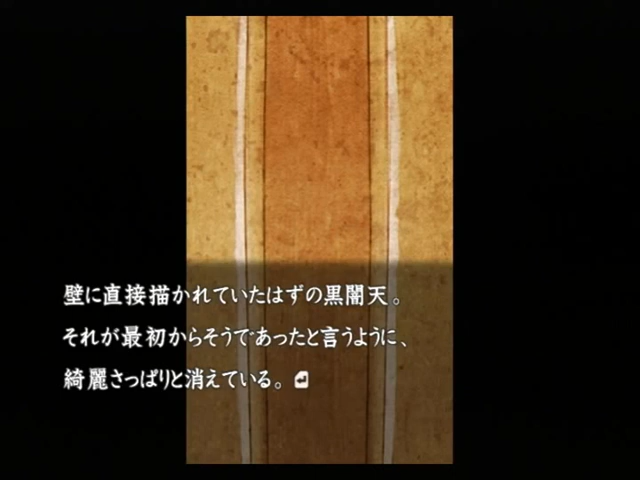 壁に直接描かれていたはずの黒闇天。
それが最初からそうであったと言うように、
綺麗さっぱりと消えている。